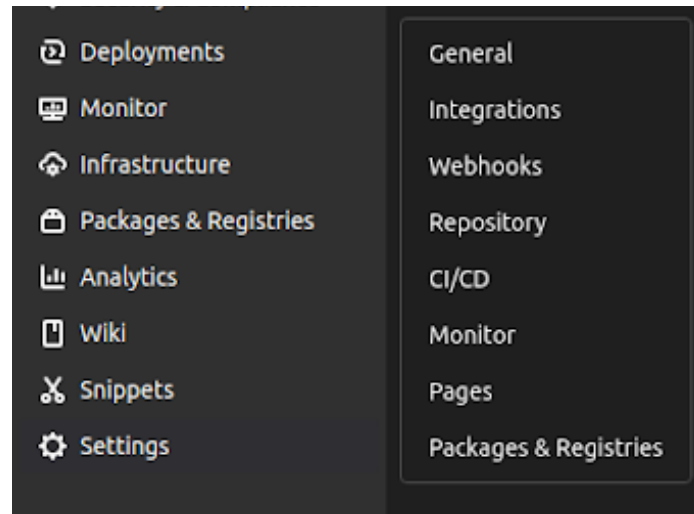 Deployments
Monitor
Infrastructure
Packages & Registries
Analytics
Wiki
Snippets
Settings
General
Integrations
Webhooks
Repository
CI/CD
Monitor
Pages
Packages & Registries